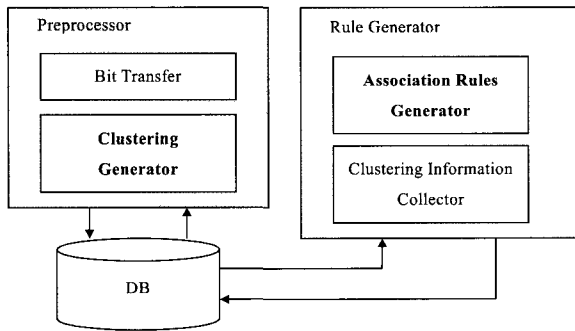 Preprocessor
Bit Transfer
Clustering
Generator
Rule Generator
Association Rules
Generator
Clustering Information
Collector
DB